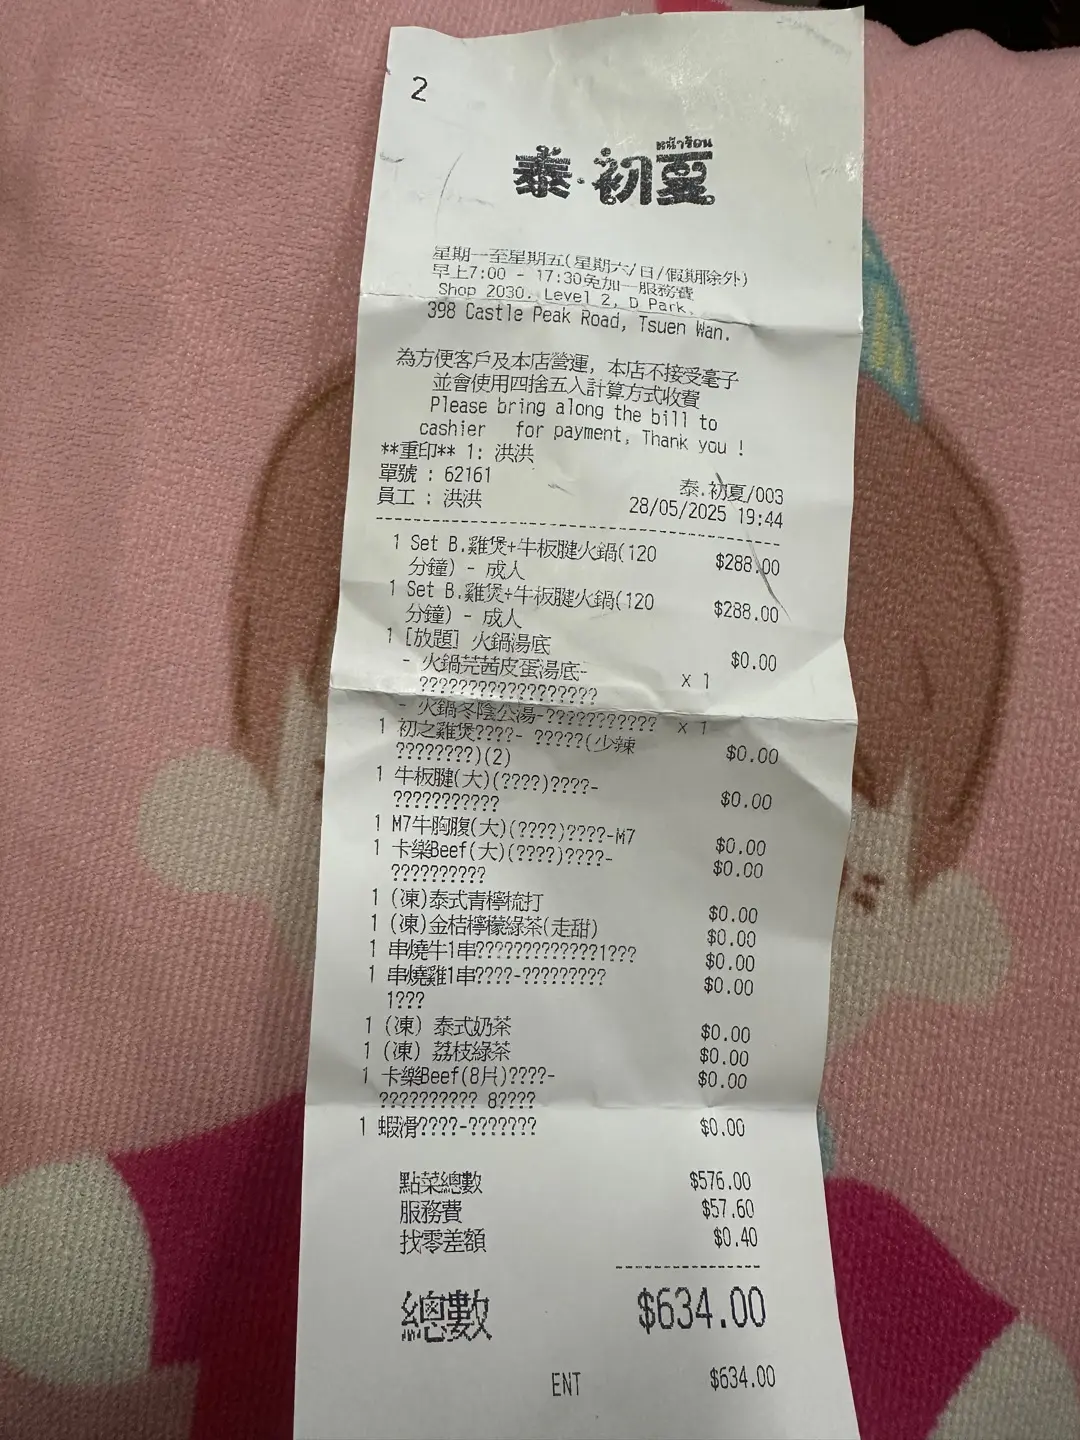 2
หน้าร้อน
泰·初夏
星期一至星期五(星期六/日/假期除外)
早上7:00 - 17:30免加一服務費
Shop 2030. Level 2, D Park,
398 Castle Peak Road, Tsuen Wan.
為方便客戶及本店營運, 本店不接受毫子
並會使用四捨五入計算方式收費
Please bring along the bill to
cashier for payment, Thank you !
**重印** 1: 洪洪
單號 : 62161 泰.初夏/003
員工 : 洪洪 28/05/2025 19:44
1 Set B.雞煲+牛板腱火鍋(120 $288.00
分鐘) - 成人
1 Set B.雞煲+牛板腱火鍋(120 $288.00
分鐘) - 成人
1 [放題] 火鍋湯底 $0.00
- 火鍋芫茜皮蛋湯底- x 1
??????????????????
- 火鍋冬陰公湯-??????????? x 1
1 初之雞煲????- ?????(少辣 $0.00
????????)(2)
1 牛板腱(大)(????)????- $0.00
???????????
1 M7牛胸腹(大)(????)????-M7 $0.00
1 卡樂Beef(大)(????)????- $0.00
??????????
1 (凍)泰式青檸梳打 $0.00
1 (凍)金桔檸檬綠茶(走甜) $0.00
1 串燒牛1串?????????????1??? $0.00
1 串燒雞1串????-????????? $0.00
1???
1 (凍) 泰式奶茶 $0.00
1 (凍) 荔枝綠茶 $0.00
1 卡樂Beef(8片)????- $0.00
?????????? 8????
1 蝦滑????-??????? $0.00
點菜總數 $576.00
服務費 $57.60
找零差額 $0.40
總數 $634.00
ENT $634.00